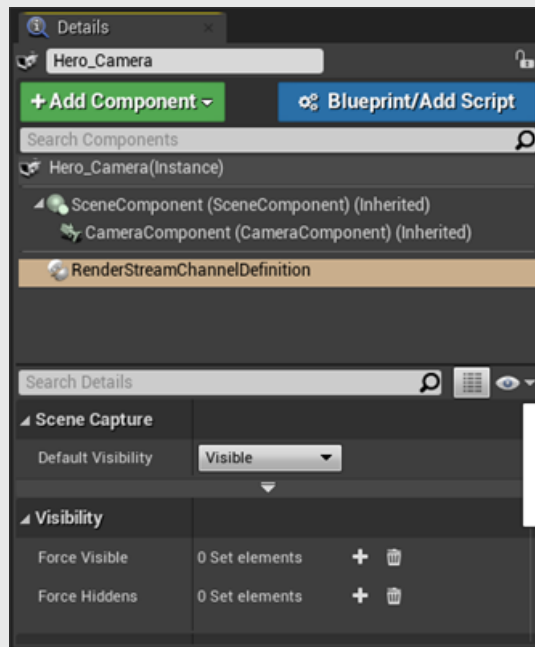 Details
Hero_Camera
+Add Component
Blueprint/Add Script
Search Components
Hero_Camera(Instance)
SceneComponent (SceneComponent) (Inherited)
CameraComponent (CameraComponent) (Inherited)
RenderStreamChannelDefinition
Search Details
Scene Capture
Default Visibility Visible
Visibility
Force Visible 0 Set elements
Force Hiddens 0 Set elements